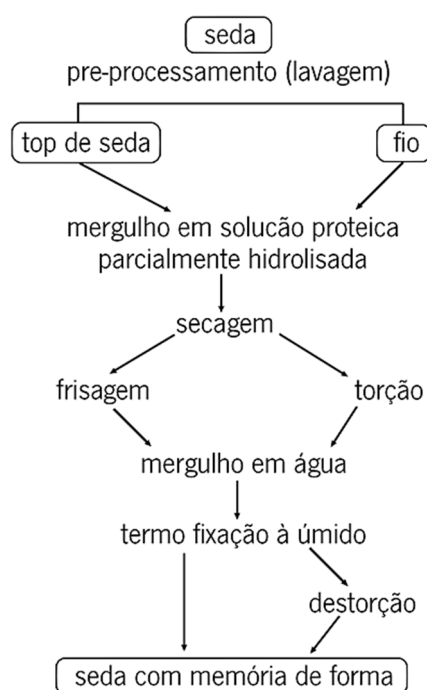 seda
pre-processamento (lavagem)
top de seda
fio
mergulho em solucão proteica
parcialmente hidrolisada
secagem
frisagem
torção
mergulho em água
termo fixação à úmido
destorção
seda com memória de forma